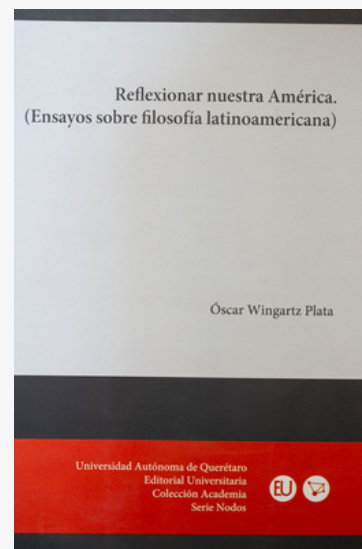 Reflexionar nuestra América.
(Ensayos sobre filosofía latinoamericana)
Óscar Wingartz Plata
Universidad Autónoma de Querétaro
Editorial Universitaria
Colección Academia
Serie Nodos
EU